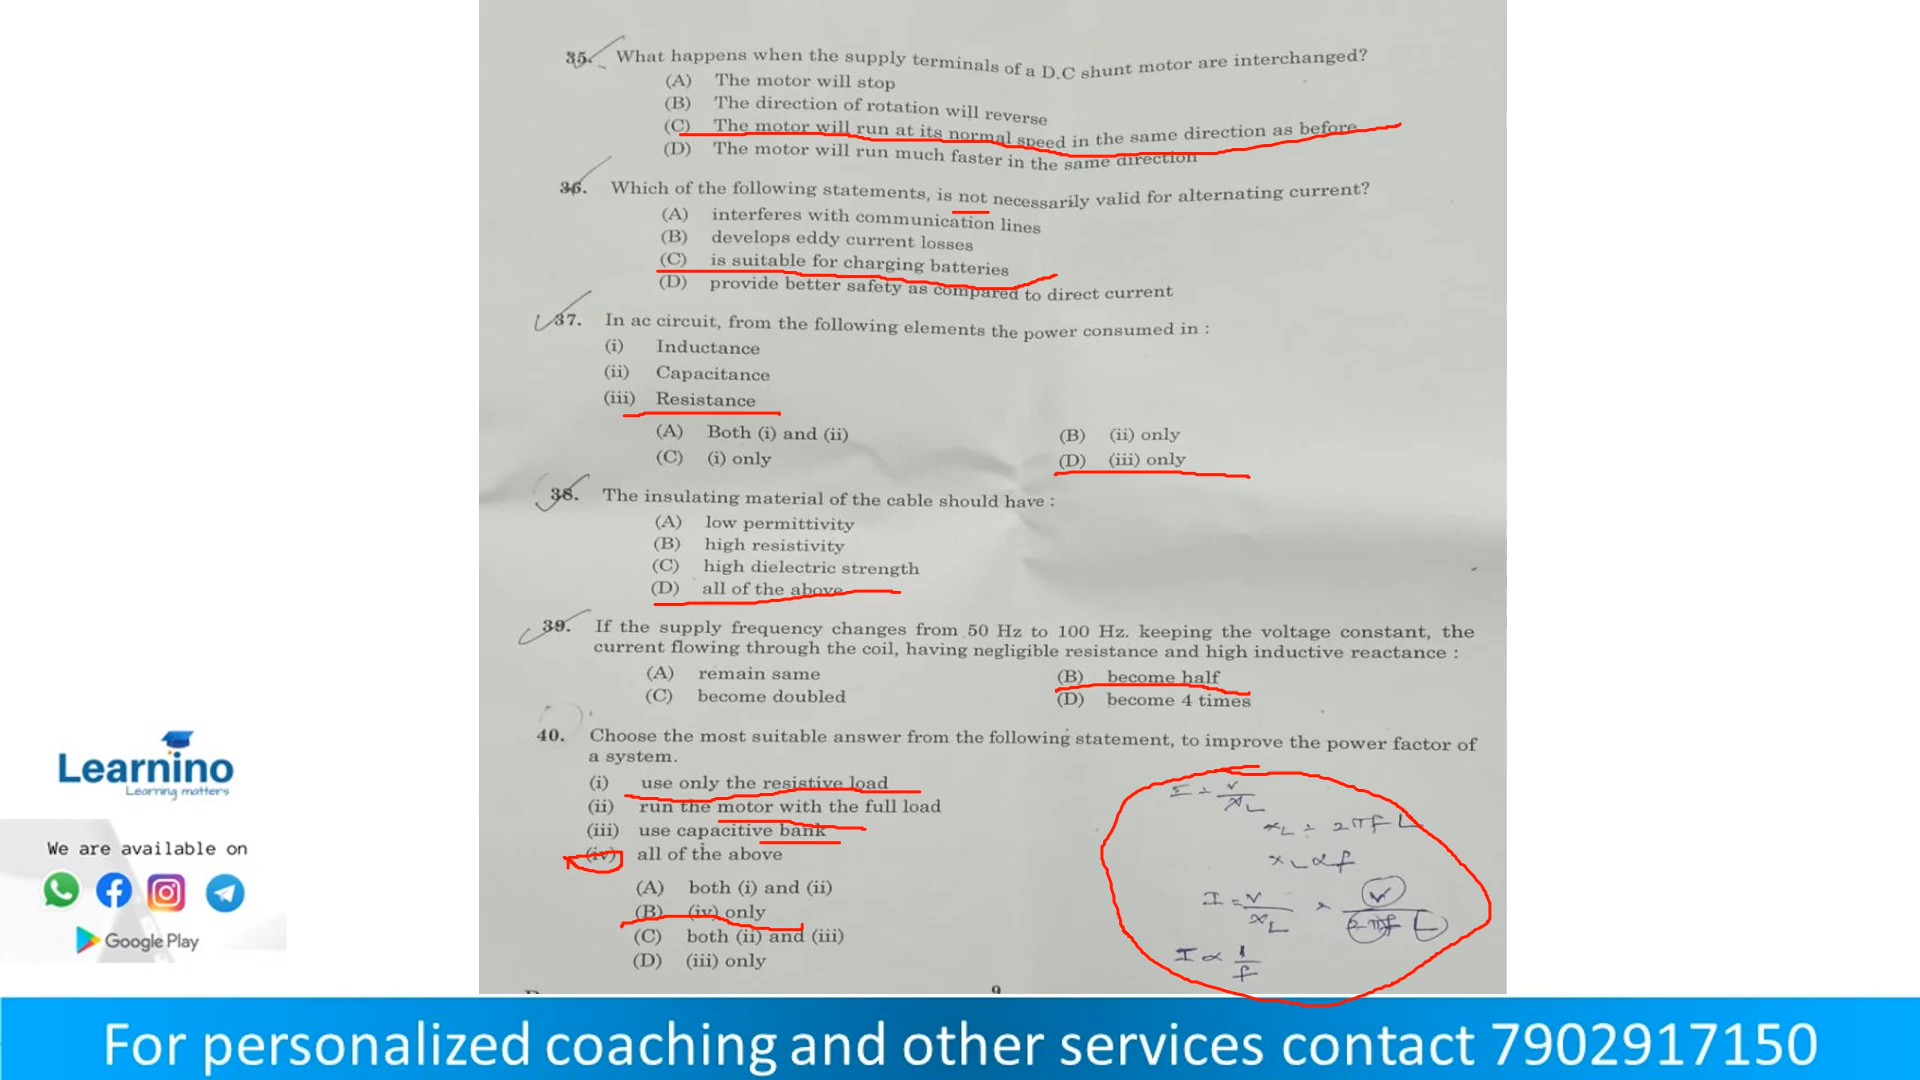 35. What happens when the supply terminals of a D.C shunt motor are interchanged?
(A) The motor will stop
(B) The direction of rotation will reverse
(C) The motor will run at its normal speed in the same direction as before
(D) The motor will run much faster in the same direction
36. Which of the following statements, is not necessarily valid for alternating current?
(A) interferes with communication lines
(B) develops eddy current losses
(C) is suitable for charging batteries
(D) provide better safety as compared to direct current
37. In ac circuit, from the following elements the power consumed in :
(i) Inductance
(ii) Capacitance
(iii) Resistance
(A) Both (i) and (ii) (B) (ii) only
(C) (i) only (D) (iii) only
38. The insulating material of the cable should have :
(A) low permittivity
(B) high resistivity
(C) high dielectric strength
(D) all of the above
39. If the supply frequency changes from 50 Hz to 100 Hz. keeping the voltage constant, the
current flowing through the coil, having negligible resistance and high inductive reactance :
(A) remain same (B) become half
(C) become doubled (D) become 4 times
40. Choose the most suitable answer from the following statement, to improve the power factor of
a system.
(i) use only the resistive load
(ii) run the motor with the full load
(iii) use capacitive bank
(iv) all of the above
(A) both (i) and (ii)
(B) (iv) only
(C) both (ii) and (iii)
(D) (iii) only
I = V/XL
XL = 2πfL
XL ∝ f
I = V/XL = V/2πfL
I ∝ 1/f
9
Learnino
Learning matters
We are available on
Google Play
For personalized coaching and other services contact 7902917150